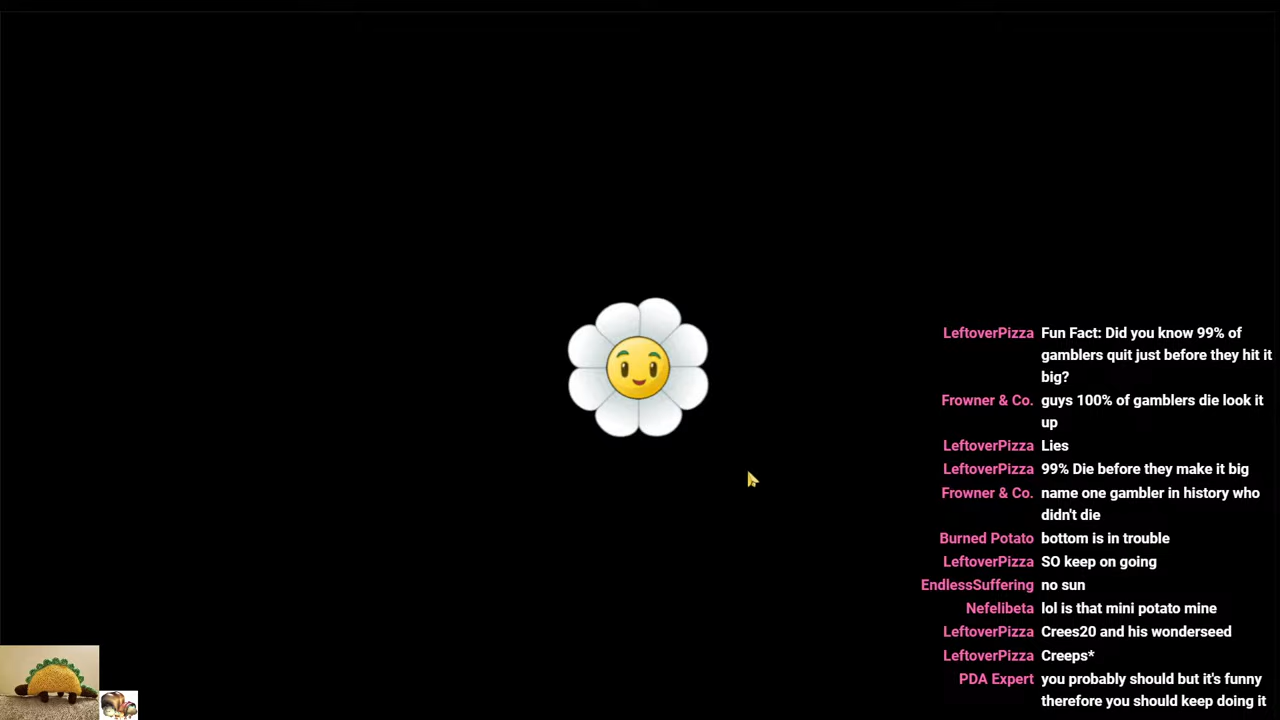 LeftoverPizza Fun Fact: Did you know 99% of
gamblers quit just before they hit it
big?
Frowner & Co. guys 100% of gamblers die look it
up
LeftoverPizza Lies
LeftoverPizza 99% Die before they make it big
Frowner & Co. name one gambler in history who
didn't die
Burned Potato bottom is in trouble
LeftoverPizza SO keep on going
EndlessSuffering no sun
Nefelibeta lol is that mini potato mine
LeftoverPizza Crees20 and his wonderseed
LeftoverPizza Creeps*
PDA Expert you probably should but it's funny
therefore you should keep doing it